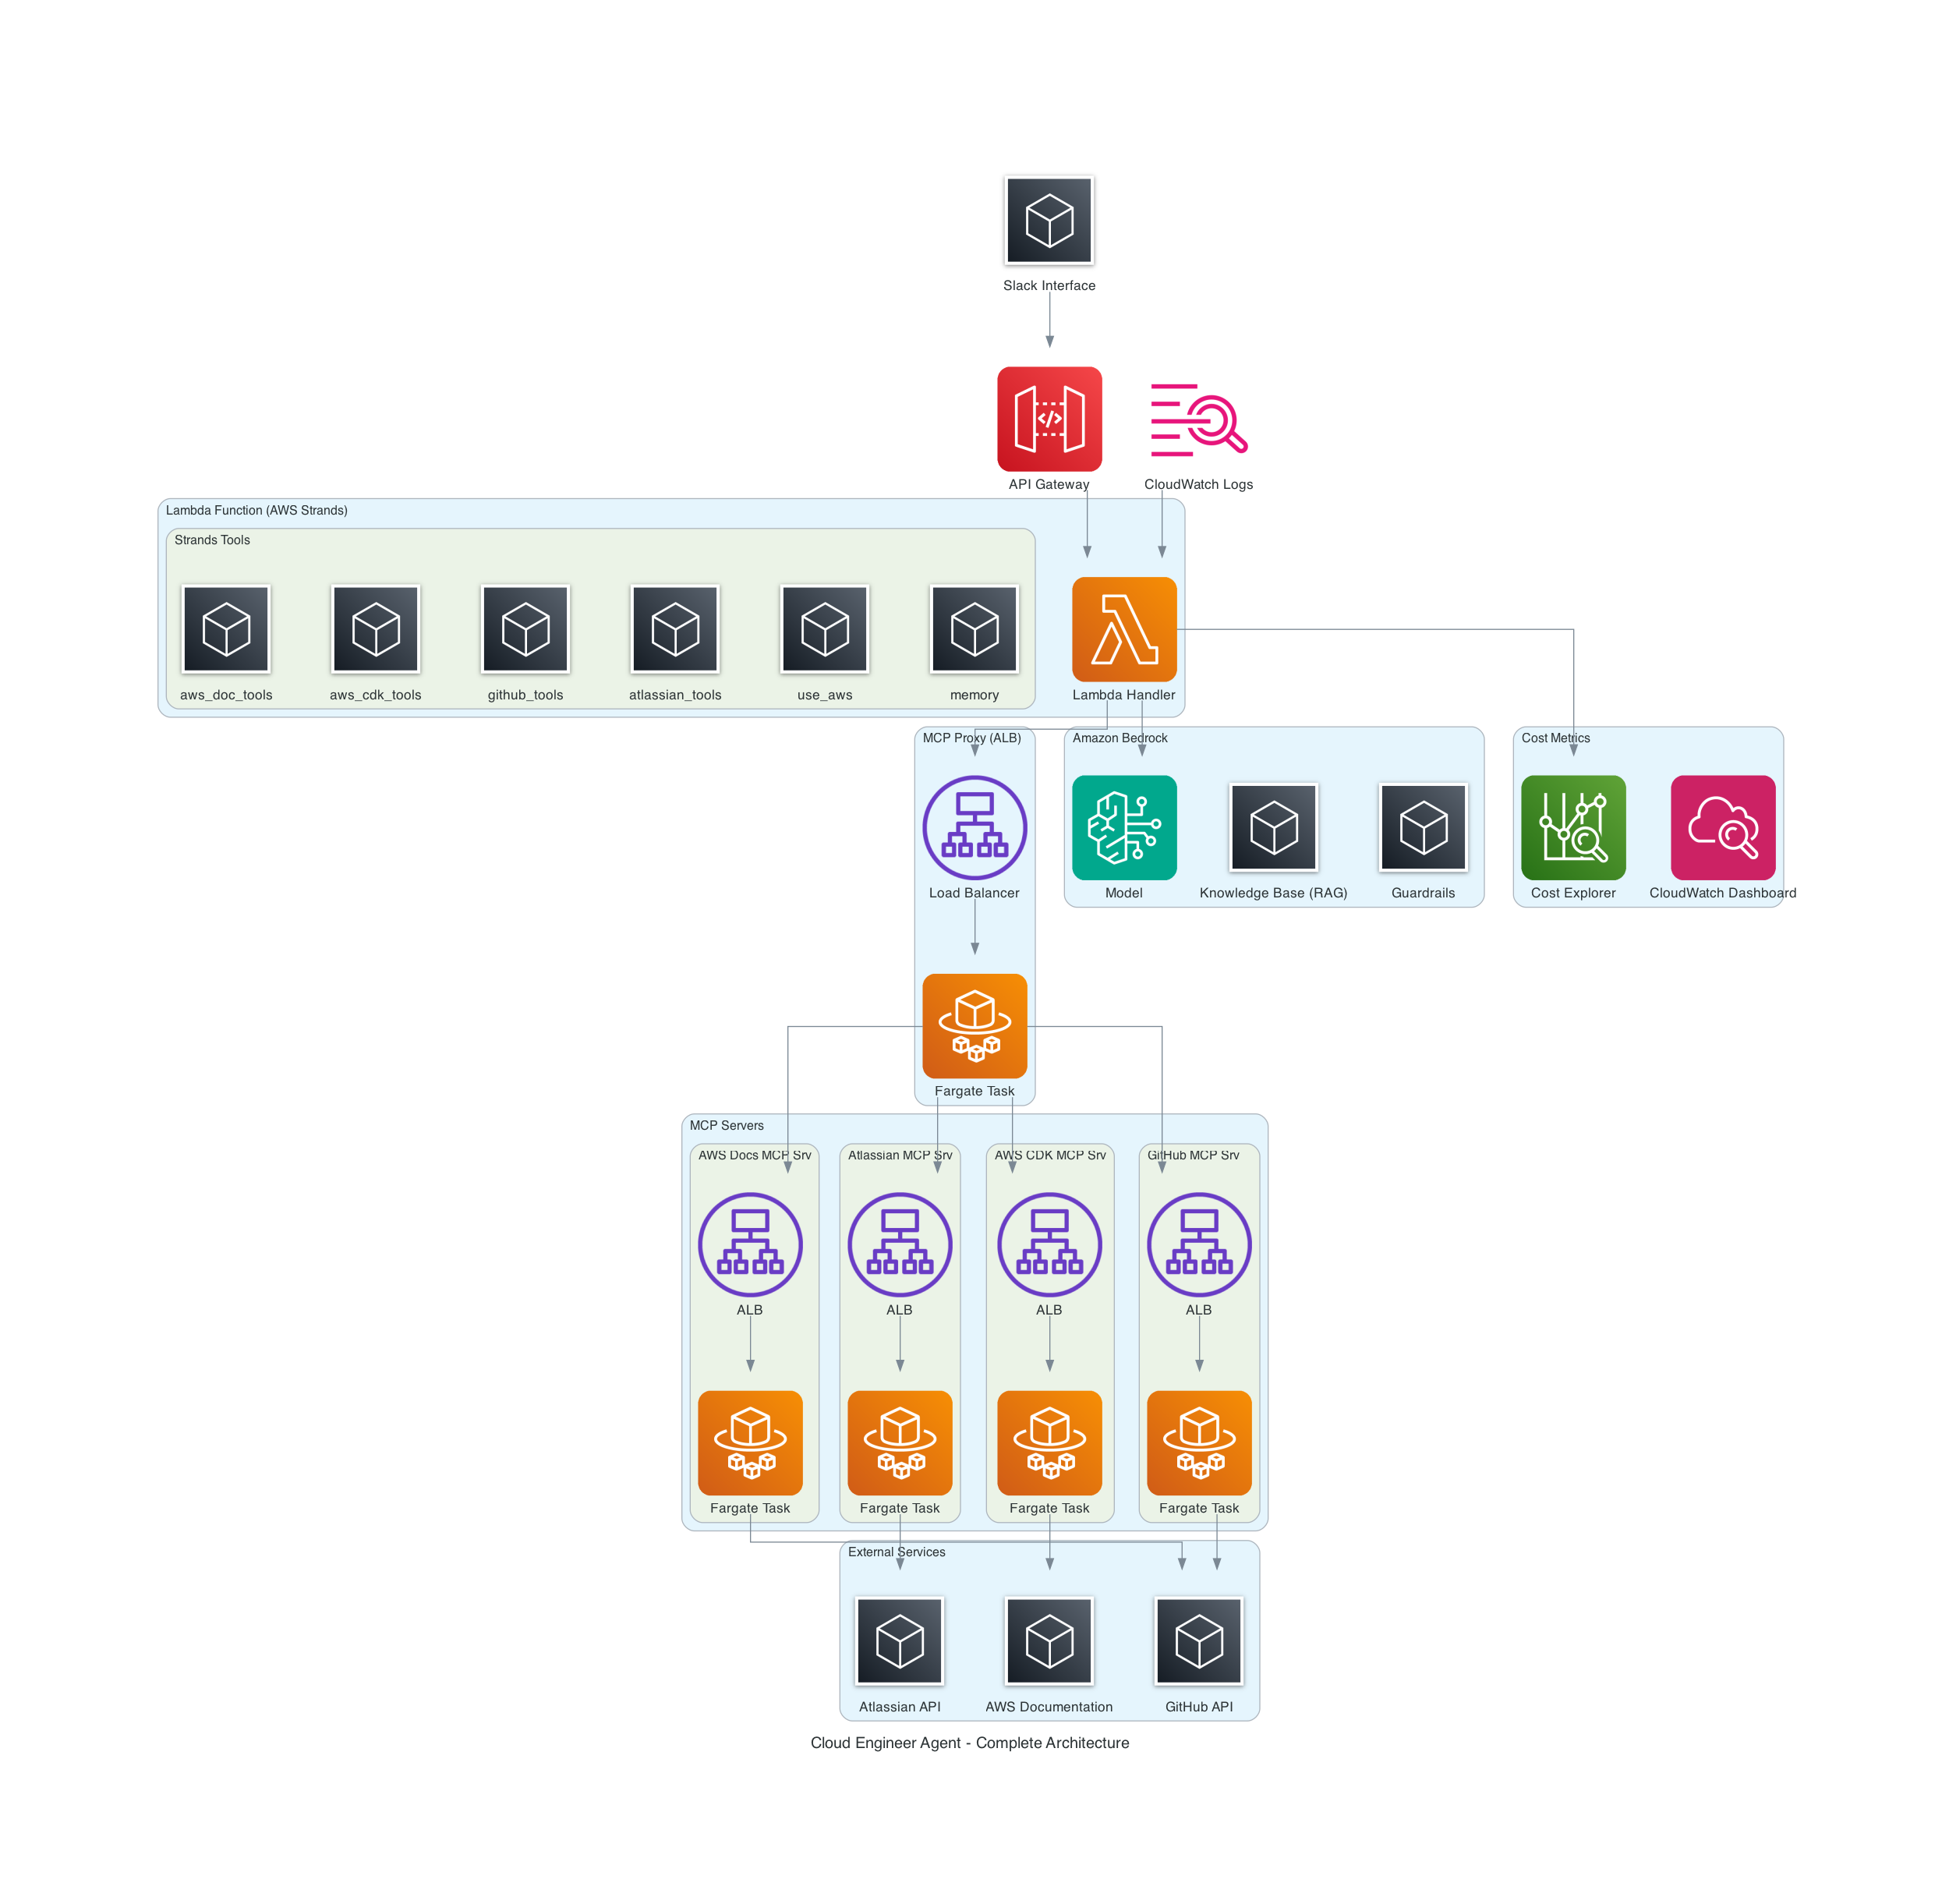 Slack Interface
API Gateway
CloudWatch Logs
Lambda Function (AWS Strands)
Strands Tools
aws_doc_tools
aws_cdk_tools
github_tools
atlassian_tools
use_aws
memory
Lambda Handler
MCP Proxy (ALB)
Amazon Bedrock
Cost Metrics
Load Balancer
Model
Knowledge Base (RAG)
Guardrails
Cost Explorer
CloudWatch Dashboard
Fargate Task
MCP Servers
AWS Docs MCP Srv
Atlassian MCP Srv
AWS CDK MCP Srv
GitHub MCP Srv
ALB
ALB
ALB
ALB
Fargate Task
Fargate Task
Fargate Task
Fargate Task
External Services
Atlassian API
AWS Documentation
GitHub API
Cloud Engineer Agent - Complete Architecture